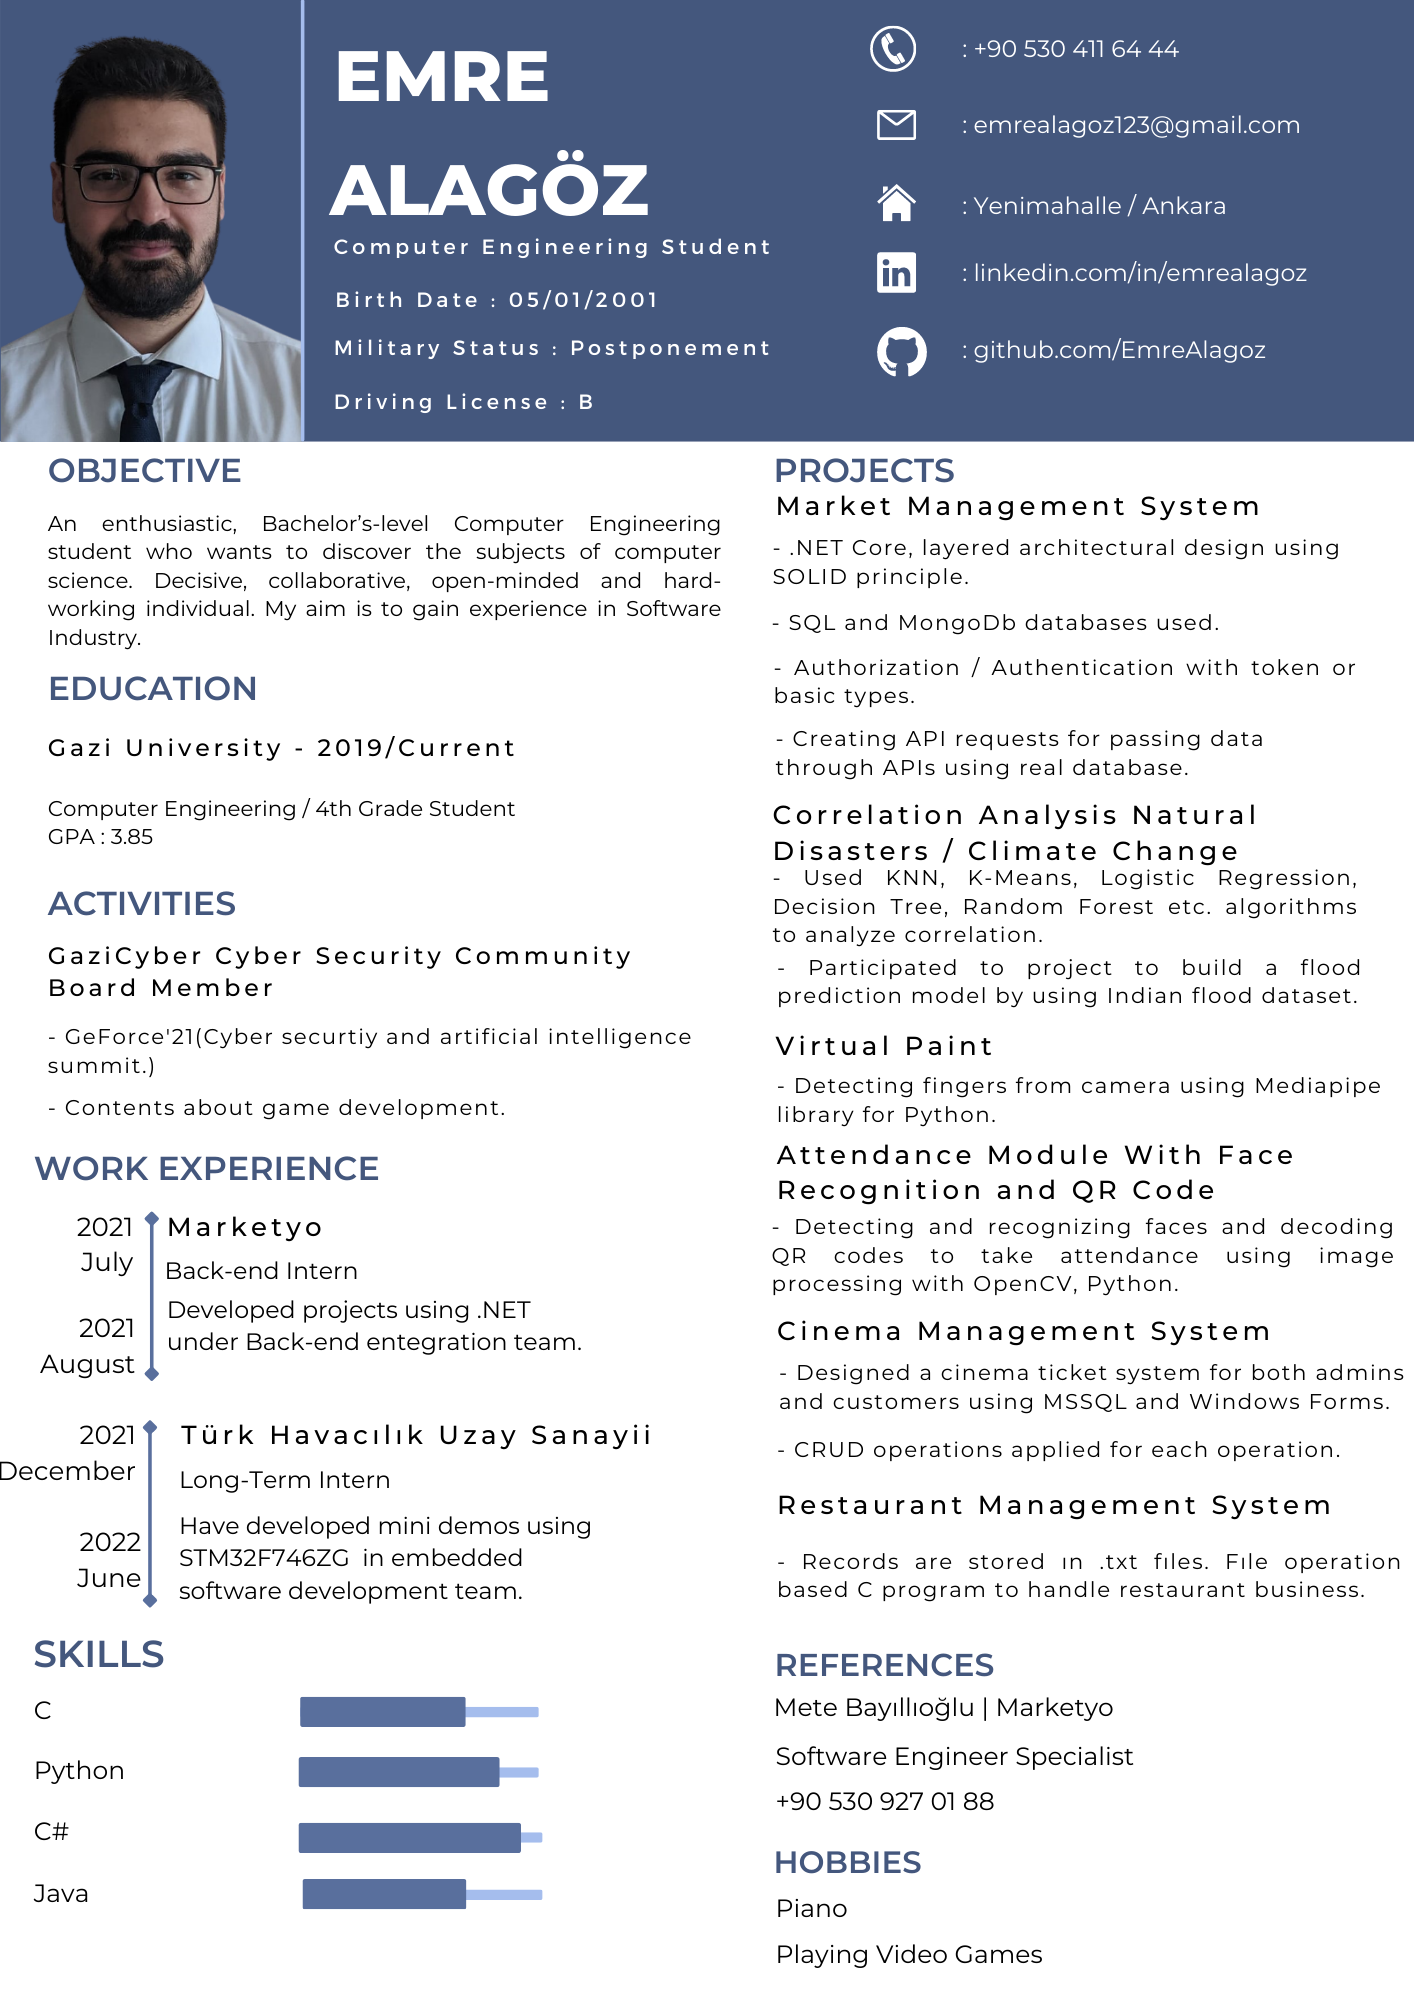 EMRE
ALAGÖZ
Computer Engineering Student
Birth Date : 05/01/2001
Military Status : Postponement
Driving License : B
: +90 530 411 64 44
: emrealagoz123@gmail.com
: Yenimahalle / Ankara
in
: linkedin.com/in/emrealagoz
: github.com/EmreAlagoz
OBJECTIVE
An enthusiastic, Bachelor’s-level Computer Engineering
student who wants to discover the subjects of computer
science. Decisive, collaborative, open-minded and hard-
working individual. My aim is to gain experience in Software
Industry.
EDUCATION
Gazi University - 2019/Current
Computer Engineering / 4th Grade Student
GPA : 3.85
ACTIVITIES
GaziCyber Cyber Security Community
Board Member
- GeForce'21(Cyber securtiy and artificial intelligence
summit.)
- Contents about game development.
WORK EXPERIENCE
2021
July
2021
August
Marketyo
Back-end Intern
Developed projects using .NET
under Back-end entegration team.
2021
December
2022
June
Türk Havacılık Uzay Sanayii
Long-Term Intern
Have developed mini demos using
STM32F746ZG in embedded
software development team.
SKILLS
C
Python
C#
Java
PROJECTS
Market Management System
- .NET Core, layered architectural design using
SOLID principle.
- SQL and MongoDb databases used.
- Authorization / Authentication with token or
basic types.
- Creating API requests for passing data
through APIs using real database.
Correlation Analysis Natural
Disasters / Climate Change
- Used KNN, K-Means, Logistic Regression,
Decision Tree, Random Forest etc. algorithms
to analyze correlation.
- Participated to project to build a flood
prediction model by using Indian flood dataset.
Virtual Paint
- Detecting fingers from camera using Mediapipe
library for Python.
Attendance Module With Face
Recognition and QR Code
- Detecting and recognizing faces and decoding
QR codes to take attendance using image
processing with OpenCV, Python.
Cinema Management System
- Designed a cinema ticket system for both admins
and customers using MSSQL and Windows Forms.
- CRUD operations applied for each operation.
Restaurant Management System
- Records are stored ın .txt fıles. Fıle operation
based C program to handle restaurant business.
REFERENCES
Mete Bayıllıoğlu | Marketyo
Software Engineer Specialist
+90 530 927 01 88
HOBBIES
Piano
Playing Video Games